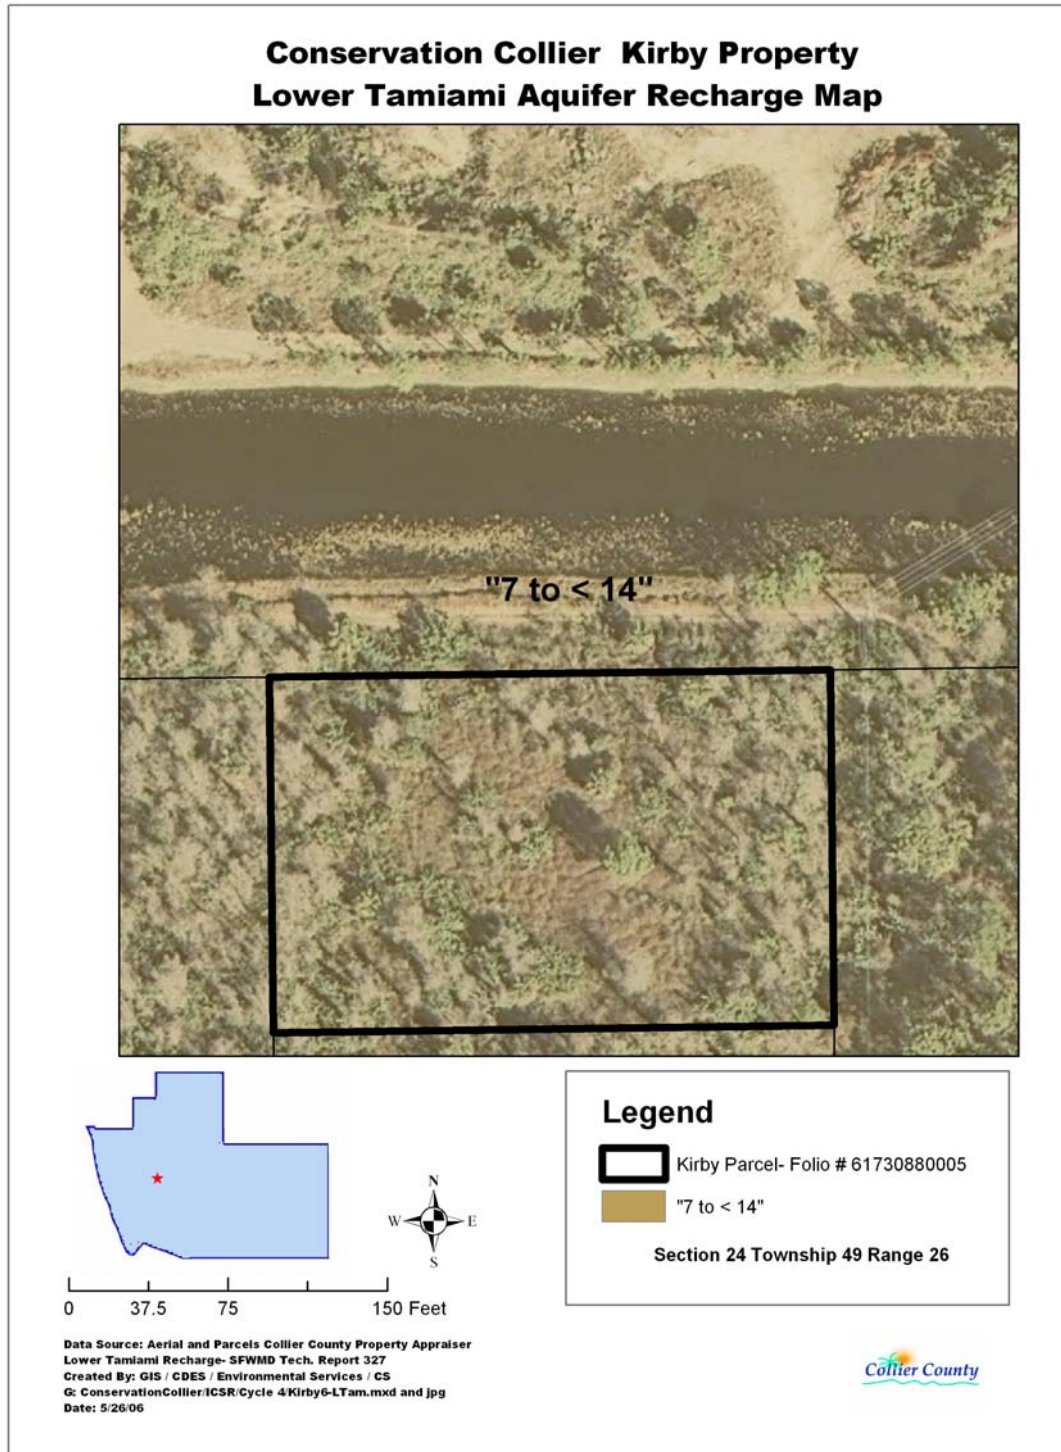 Conservation Collier Kirby Property
Lower Tamiami Aquifer Recharge Map
"7 to < 14"
N
W E
S
0 37.5 75 150 Feet
Legend
Kirby Parcel- Folio # 61730880005
"7 to < 14"
Section 24 Township 49 Range 26
Data Source: Aerial and Parcels Collier County Property Appraiser
Lower Tamiami Recharge- SFWMD Tech. Report 327
Created By: GIS / CDES / Environmental Services / CS
G: ConservationCollier/ICSR/Cycle 4/Kirby6-LTam.mxd and jpg
Date: 5/26/06
Collier County